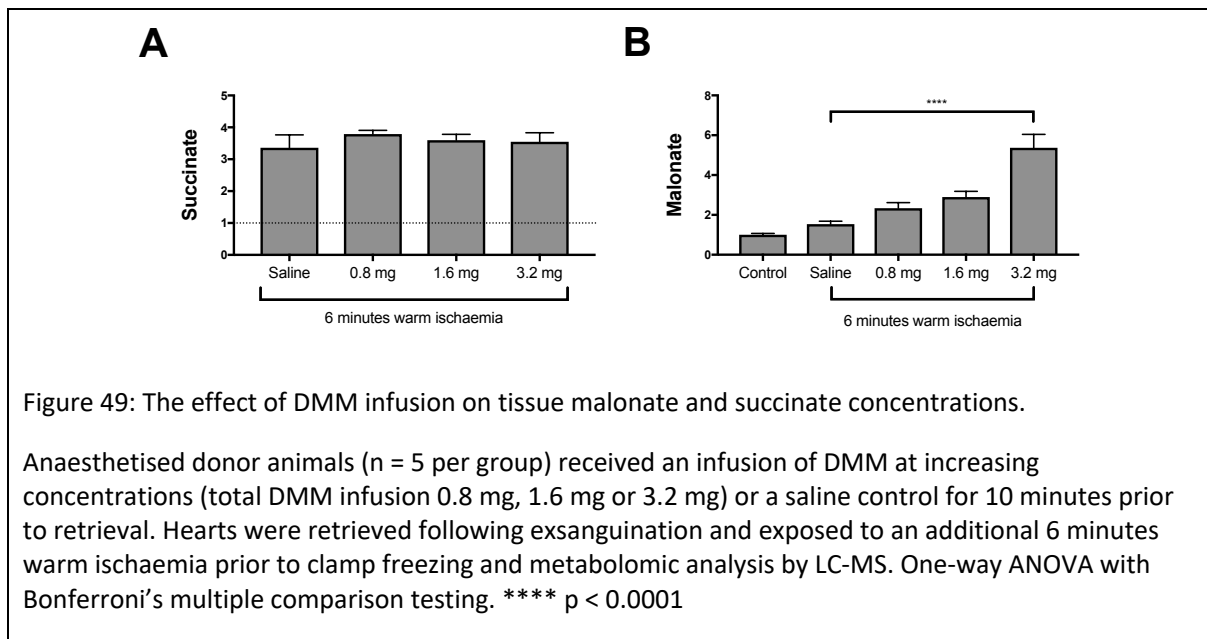 A
B
5
4
3
2
1
0
Succinate
Saline 0.8 mg 1.6 mg 3.2 mg
6 minutes warm ischaemia
8
6
4
2
0
Malonate
****
Control Saline 0.8 mg 1.6 mg 3.2 mg
6 minutes warm ischaemia
Figure 49: The effect of DMM infusion on tissue malonate and succinate concentrations.
Anaesthetised donor animals (n = 5 per group) received an infusion of DMM at increasing
concentrations (total DMM infusion 0.8 mg, 1.6 mg or 3.2 mg) or a saline control for 10 minutes prior
to retrieval. Hearts were retrieved following exsanguination and exposed to an additional 6 minutes
warm ischaemia prior to clamp freezing and metabolomic analysis by LC-MS. One-way ANOVA with
Bonferroni’s multiple comparison testing. **** p < 0.0001